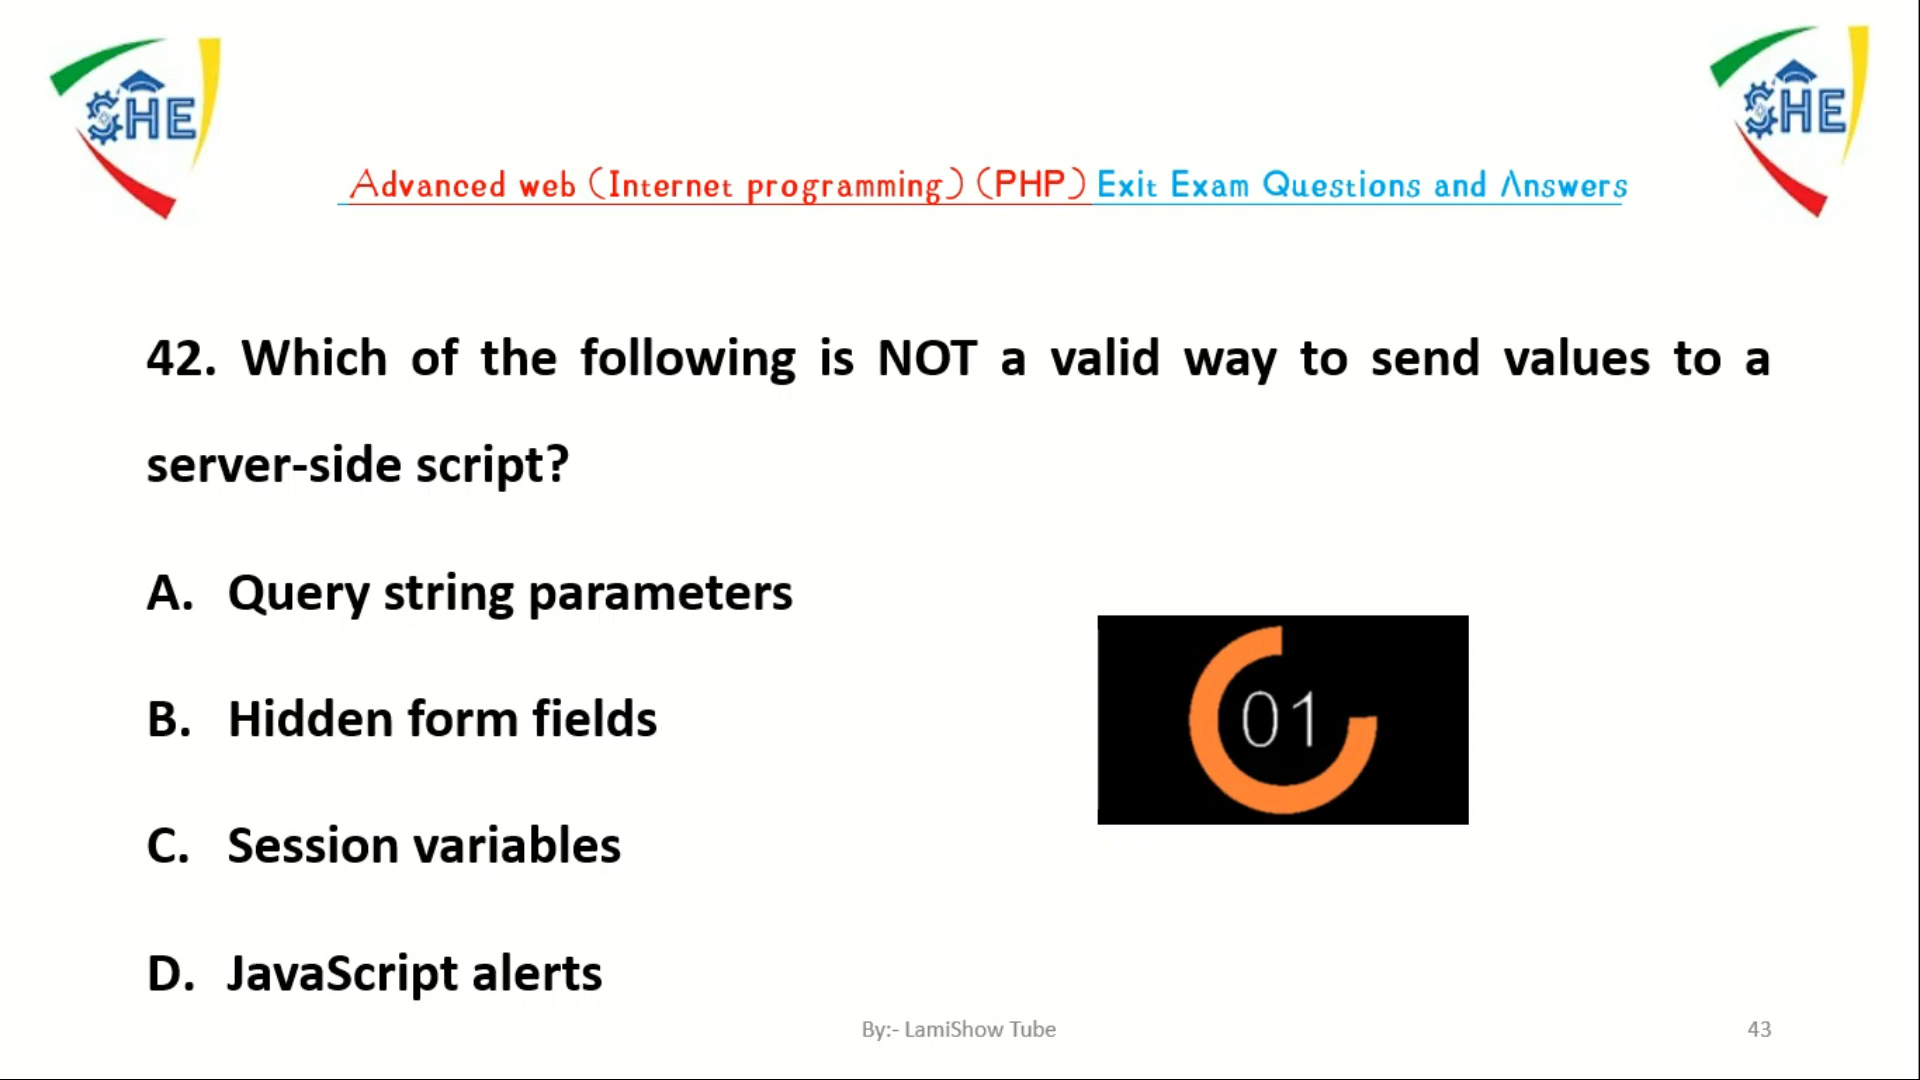 SHE
SHE
Advanced web (Internet programming) (PHP) Exit Exam Questions and Answers
42. Which of the following is NOT a valid way to send values to a
server-side script?
A. Query string parameters
B. Hidden form fields
01
C. Session variables
D. JavaScript alerts
By:- LamiShow Tube
43